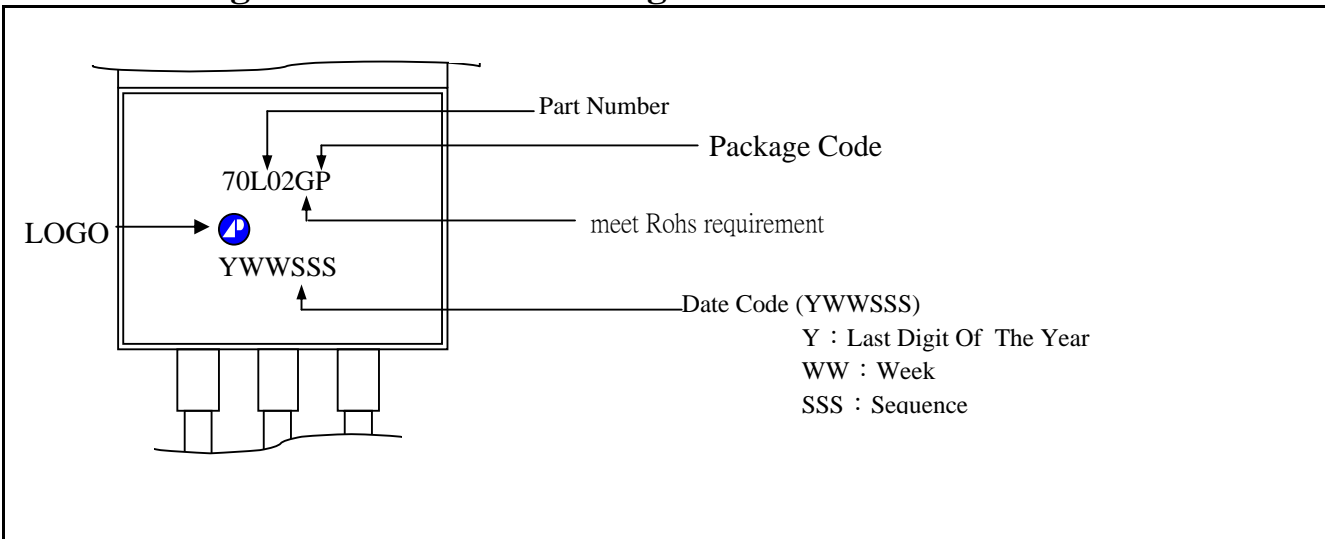 Part Number
Package Code
70L02GP
meet Rohs requirement
LOGO
YWWSSS
Date Code (YWWSSS)
Y：Last Digit Of The Year
WW：Week
SSS：Sequence